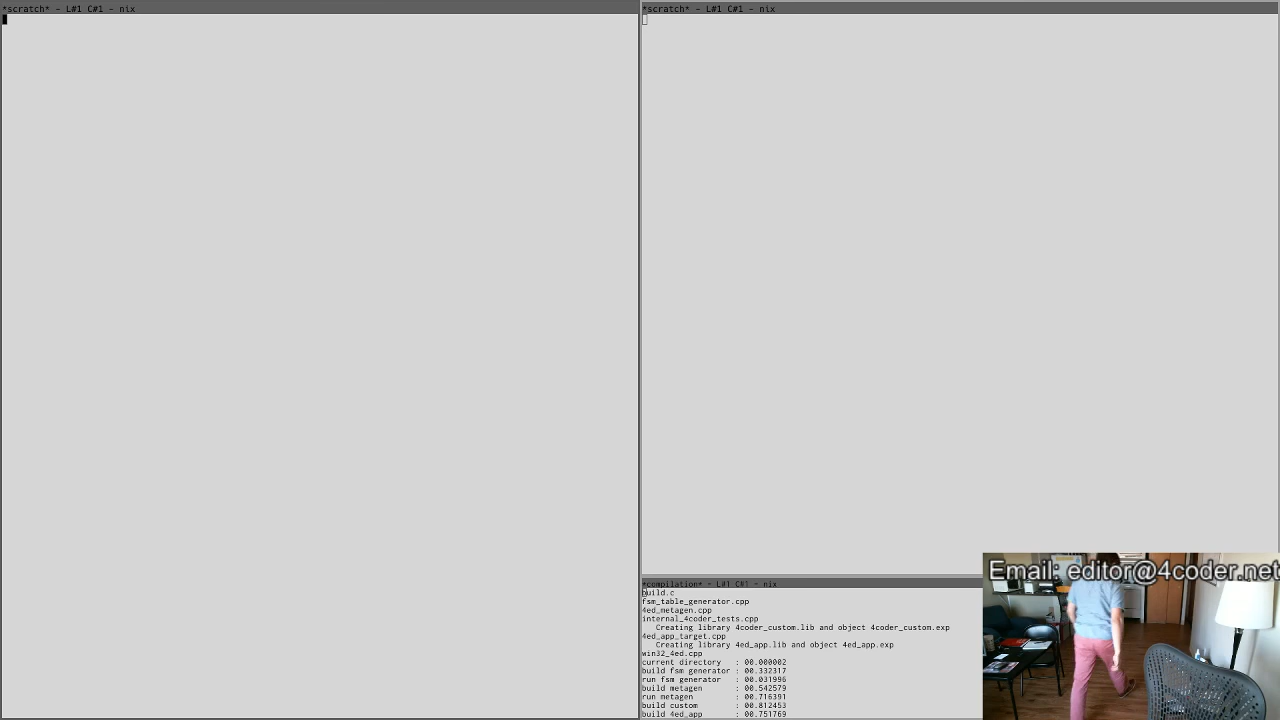 *scratch* - L#1 C#1 - nix
*scratch* - L#1 C#1 - nix
*compilation* - L#1 C#1 - nix
build.c
fsm_table_generator.cpp
4ed_metagen.cpp
internal_4coder_tests.cpp
Creating library 4coder_custom.lib and object 4coder_custom.exp
4ed_app_target.cpp
Creating library 4ed_app.lib and object 4ed_app.exp
win32_4ed.cpp
current directory : 00.000002
build fsm generator : 00.332317
run fsm generator : 00.031996
build metagen : 00.542579
run metagen : 00.716391
build custom : 00.812453
build 4ed_app : 00.751769
Email: editor@4coder.net